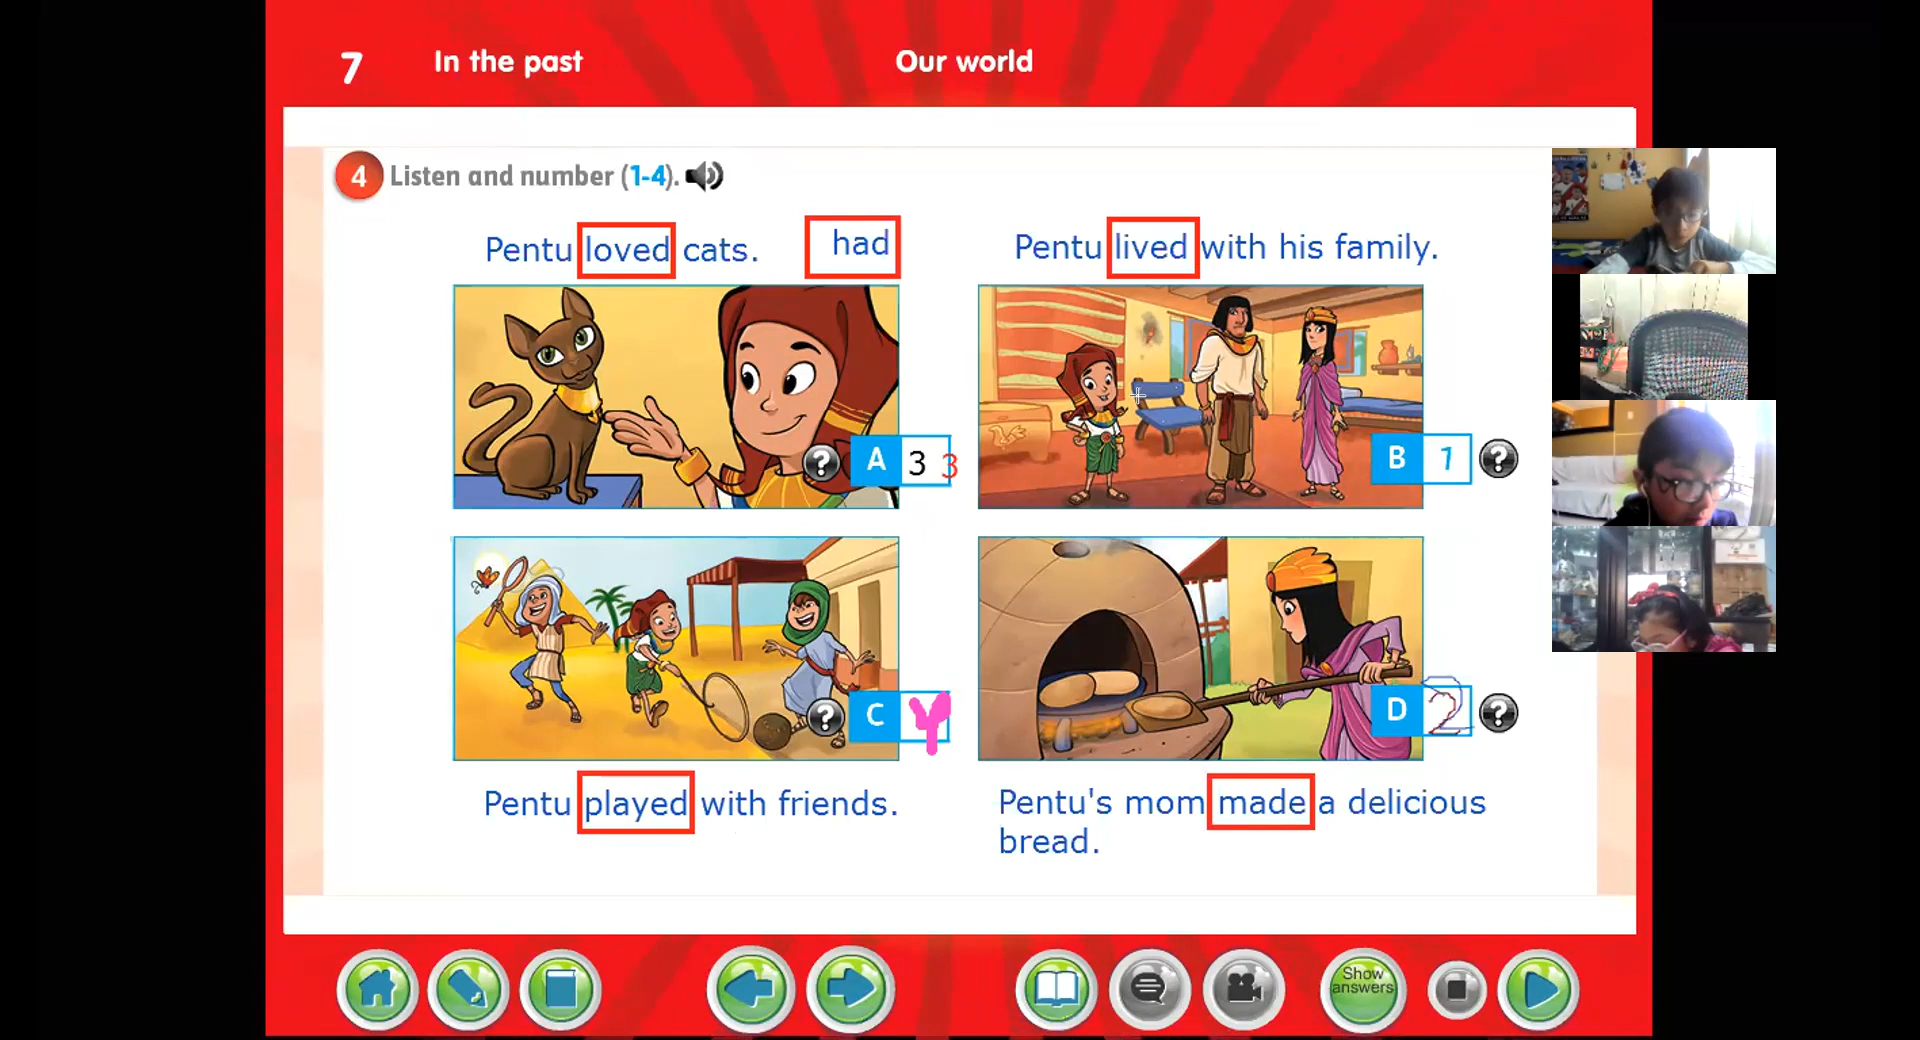 7 In the past Our world
4 Listen and number (1-4).
Pentu loved cats. had Pentu lived with his family.
A 3 3
B 1
C 4
D 2
Pentu played with friends.
Pentu's mom made a delicious
bread.
Show
answers